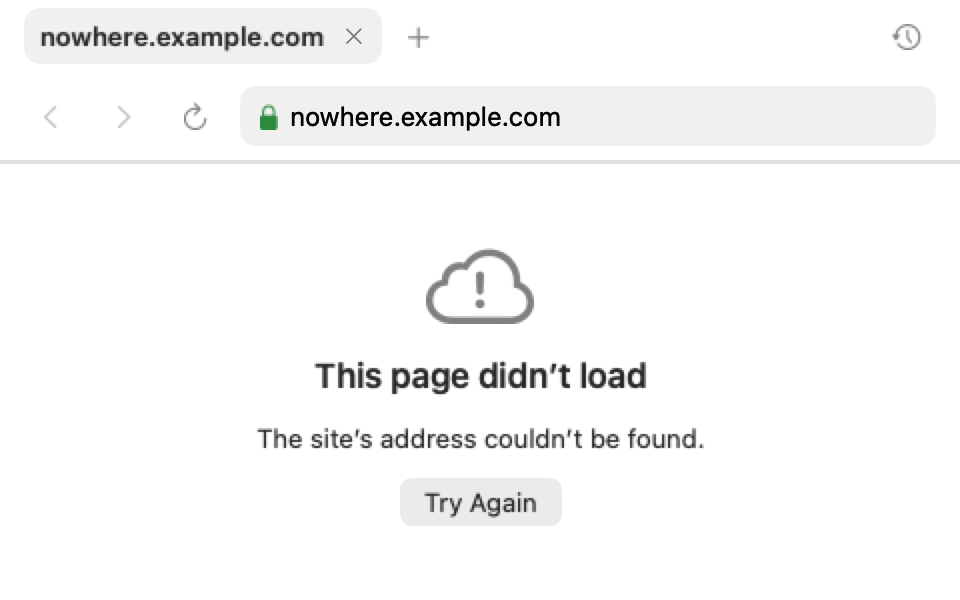 nowhere.example.com
nowhere.example.com
This page didn’t load
The site’s address couldn’t be found.
Try Again